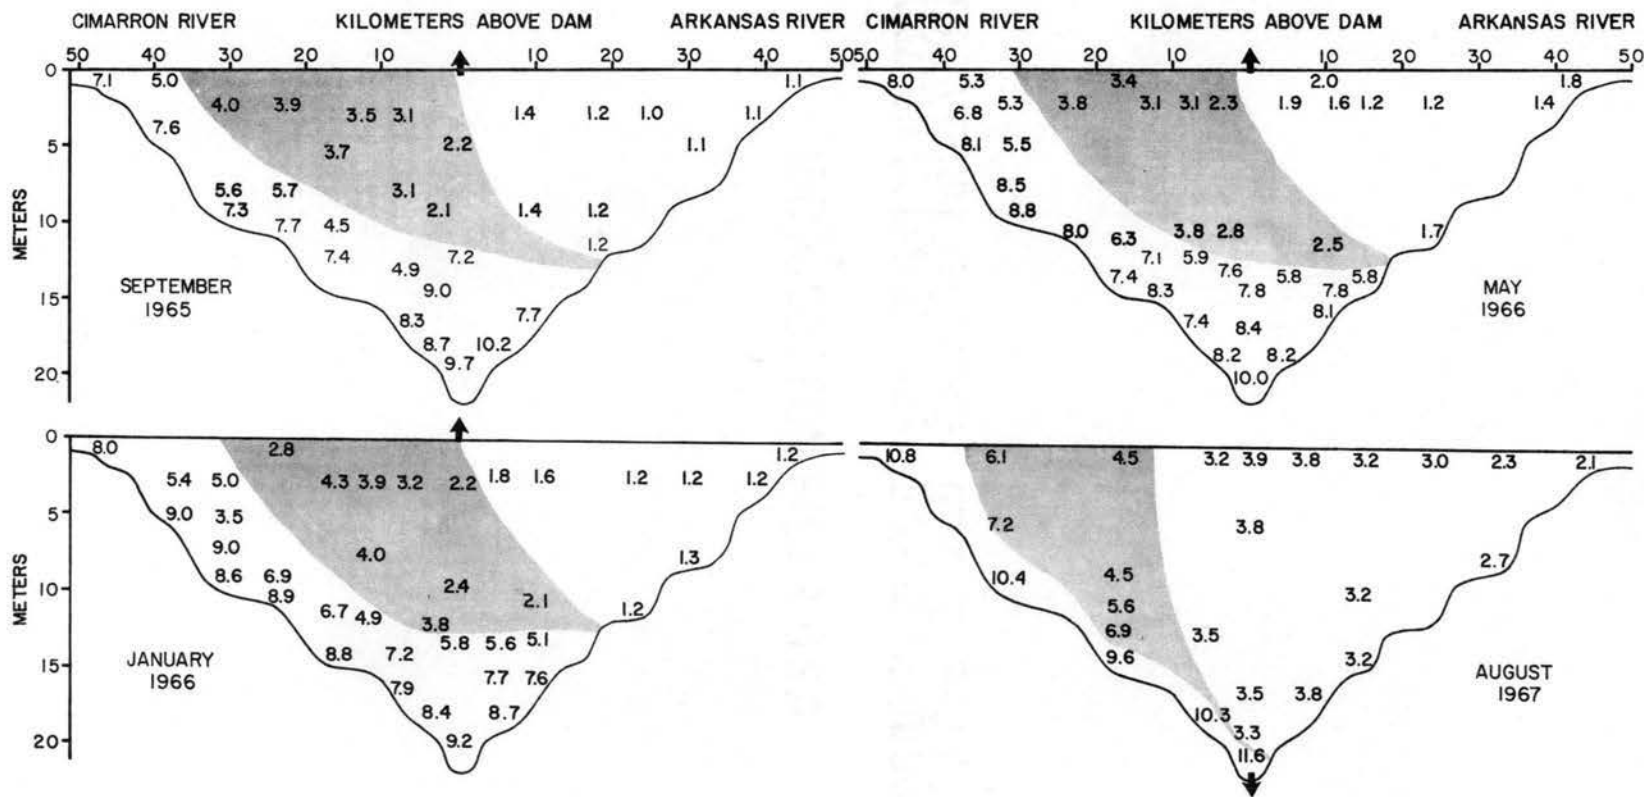 CIMARRON RIVER KILOMETERS ABOVE DAM ARKANSAS RIVER
50 40 30 20 10 10 20 30 40 50
0
5
10
15
20
METERS
7.1 5.0 1.1
4.0 3.9 3.5 3.1 1.4 1.2 1.0 1.1
7.6
3.7 2.2 1.1
5.6 5.7 3.1
7.3 2.1 1.4 1.2
7.7 4.5
1.2
7.4 7.2
4.9
9.0
8.3 7.7
8.7 10.2
9.7
SEPTEMBER
1965
CIMARRON RIVER KILOMETERS ABOVE DAM ARKANSAS RIVER
50 40 30 20 10 10 20 30 40 50
0
5
10
15
20
8.0 5.3 3.4 2.0 1.8
5.3 3.8 3.1 3.1 2.3 1.9 1.6 1.2 1.2 1.4
6.8
8.1 5.5
8.5
8.8
8.0 6.3 3.8 2.8 2.5 1.7
7.1 5.9
7.4 7.6 5.8 5.8
8.3 7.8 7.8
8.1
7.4 8.4
8.2 8.2
10.0
MAY
1966
0
5
10
15
20
METERS
8.0 2.8 1.2
5.4 5.0 4.3 3.9 3.2 2.2 1.8 1.6 1.2 1.2 1.2
9.0 3.5
9.0 4.0 1.3
8.6 6.9 2.4
8.9 2.1
6.7 4.9 3.8 1.2
5.8 5.6 5.1
8.8 7.2
7.9 7.7 7.6
8.4 8.7
9.2
JANUARY
1966
0
5
10
15
20
10.8 6.1 4.5 3.2 3.9 3.8 3.2 3.0 2.3 2.1
7.2 3.8
2.7
10.4 4.5
5.6 3.2
6.9 3.5
9.6 3.2
3.5 3.8
10.3
3.3
11.6
AUGUST
1967